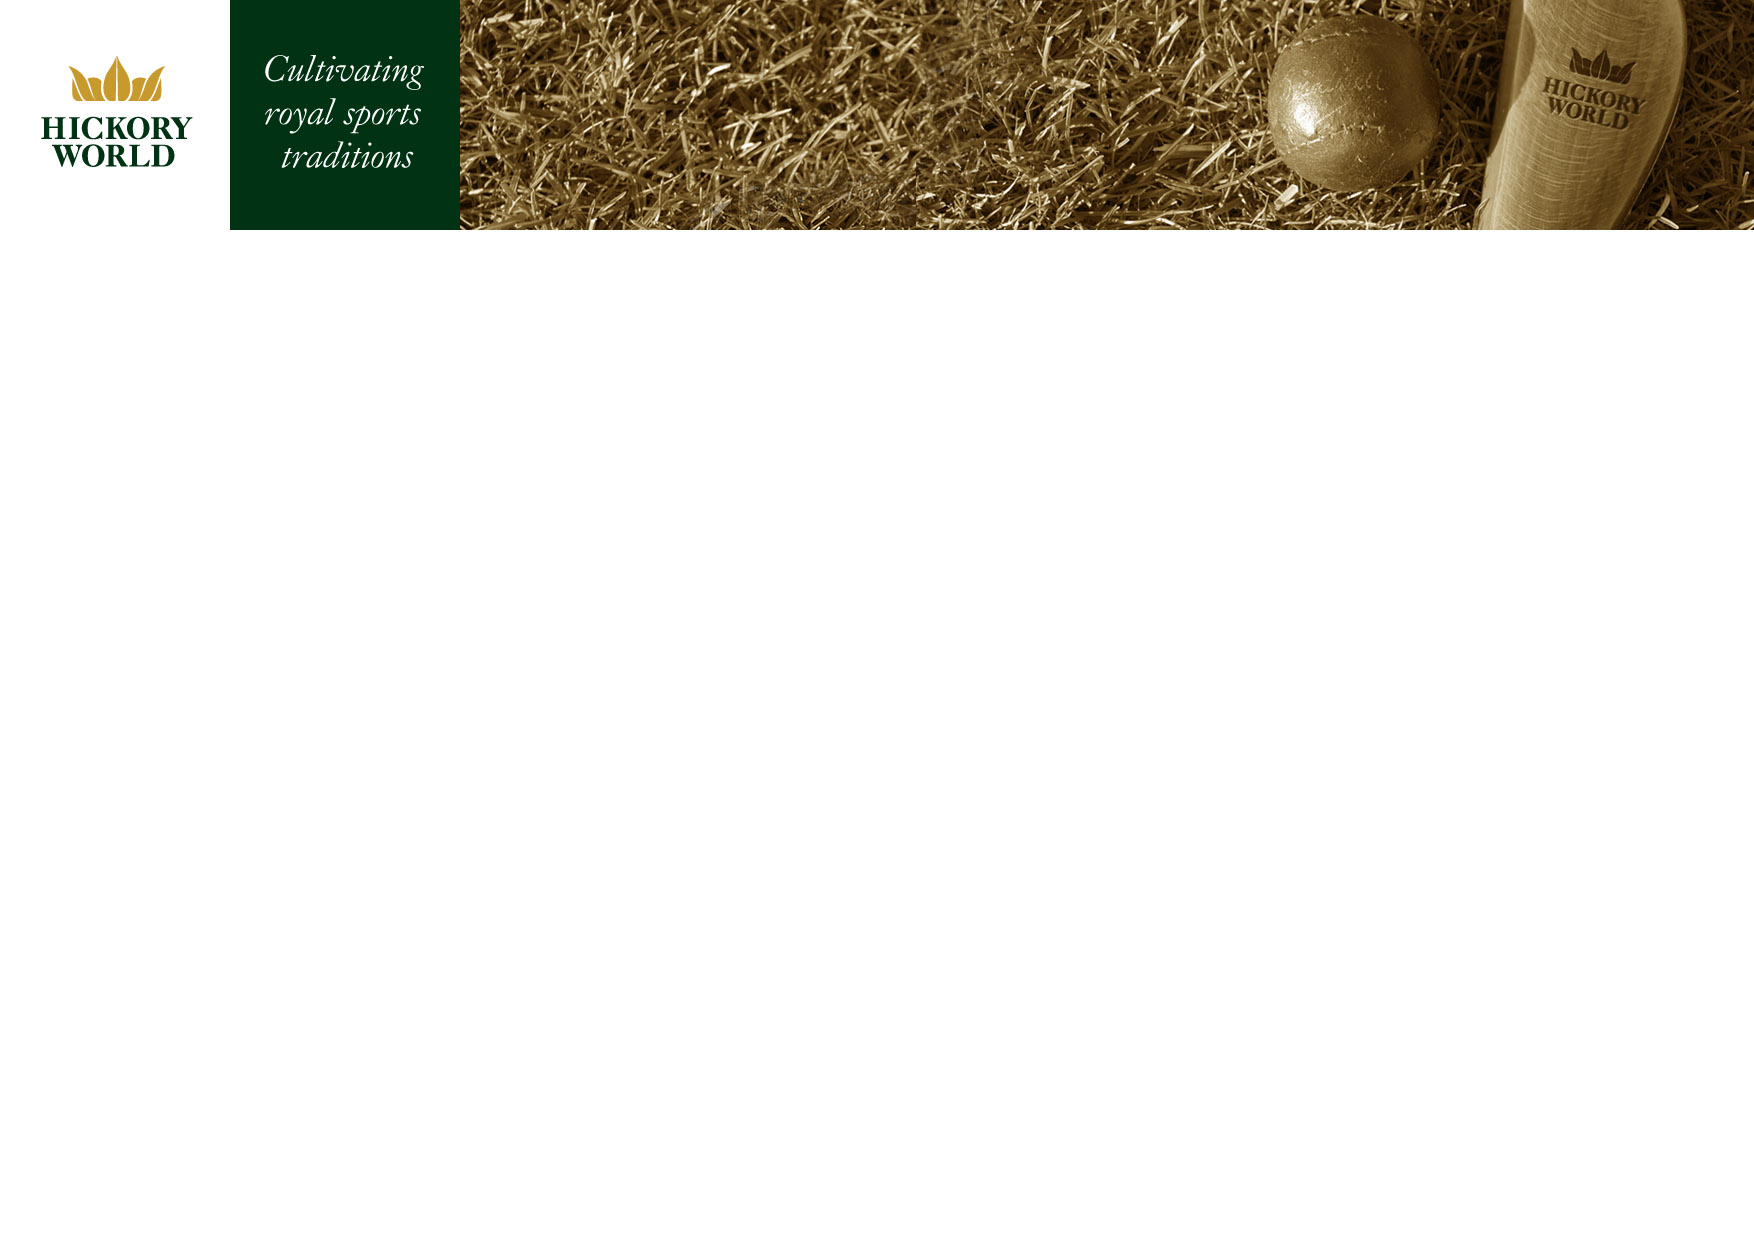 HICKORY
WORLD
Cultivating
royal sports
traditions
HICKORY
WORLD